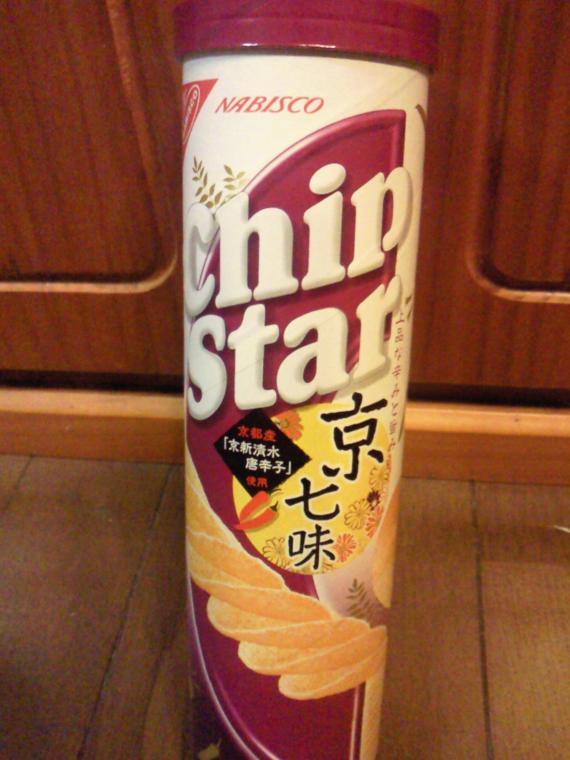 NABISCO
Chip
Star
上品な辛みと旨み
京都産
「京新清水
唐辛子」
使用
京
七味